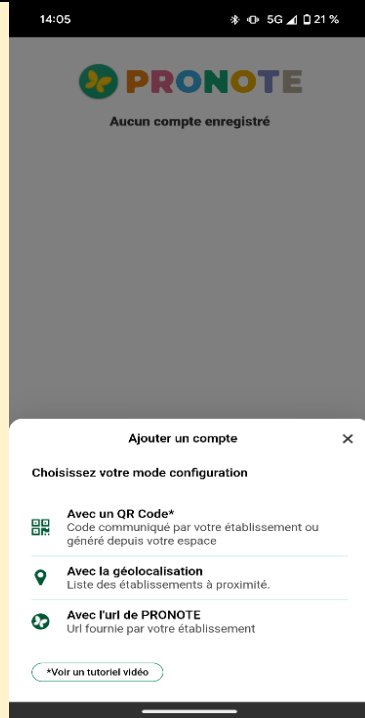 14:05 5G 21 %
PRONOTE
Aucun compte enregistré
Ajouter un compte
Choisissez votre mode configuration
Avec un QR Code*
Code communiqué par votre établissement ou
généré depuis votre espace
Avec la géolocalisation
Liste des établissements à proximité.
Avec l'url de PRONOTE
Url fournie par votre établissement
*Voir un tutoriel vidéo